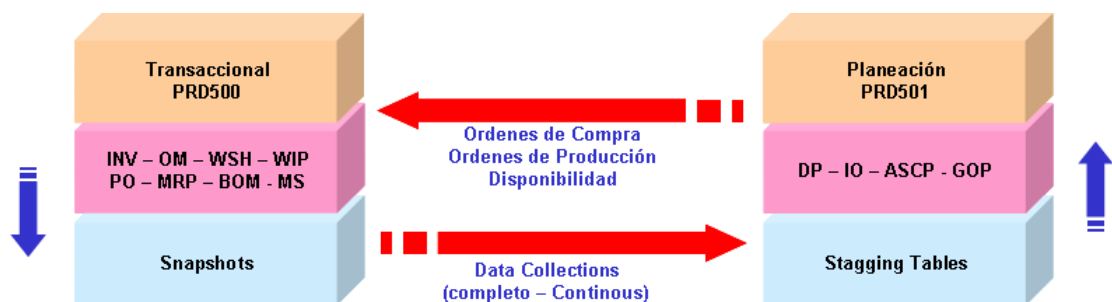 Transaccional
PRD500
INV – OM – WSH – WIP
PO – MRP – BOM - MS
Snapshots
Ordenes de Compra
Ordenes de Producción
Disponibilidad
Data Collections
(completo – Continous)
Planeación
PRD501
DP – IO – ASCP - GOP
Stagging Tables